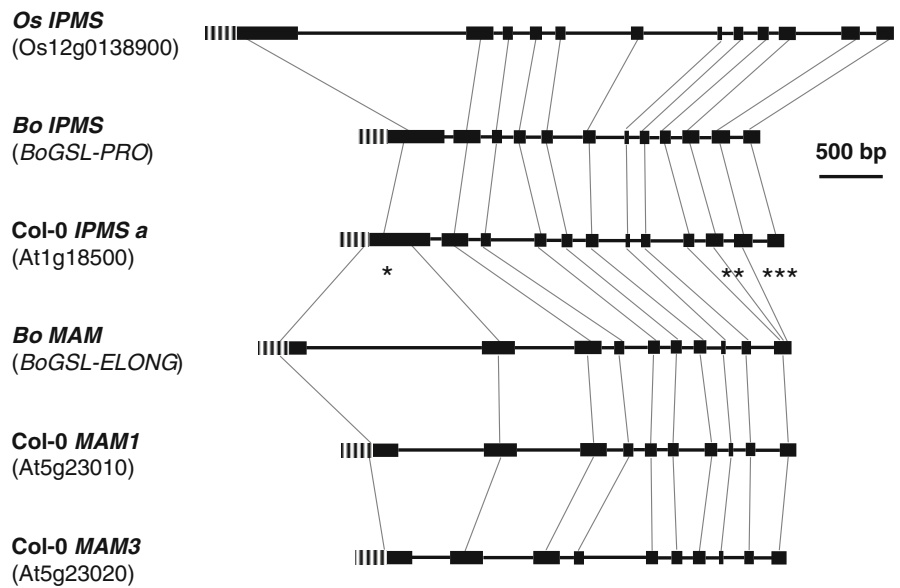 Os IPMS
(Os12g0138900)
Bo IPMS
(BoGSL-PRO)
500 bp
Col-0 IPMS a
(At1g18500)
* ** ***
Bo MAM
(BoGSL-ELONG)
Col-0 MAM1
(At5g23010)
Col-0 MAM3
(At5g23020)